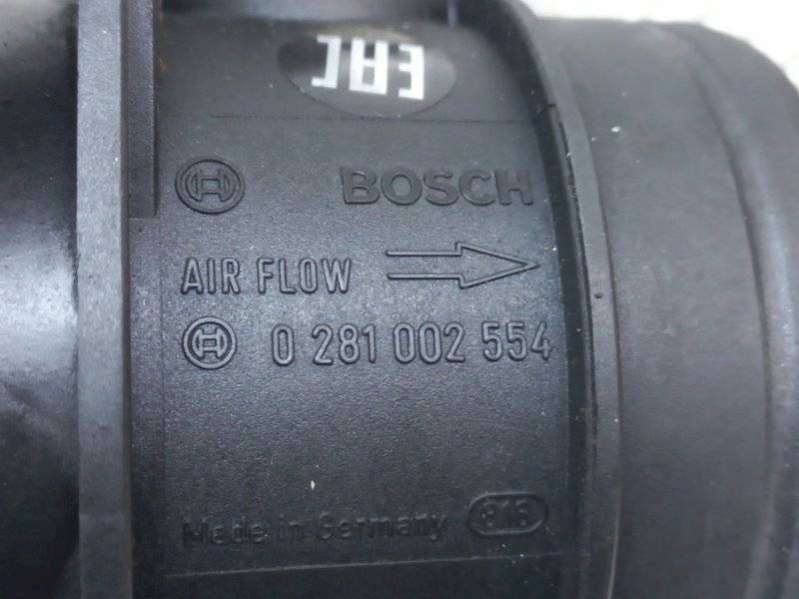 EAC
BOSCH
AIR FLOW
0 281 002 554
Made in Germany